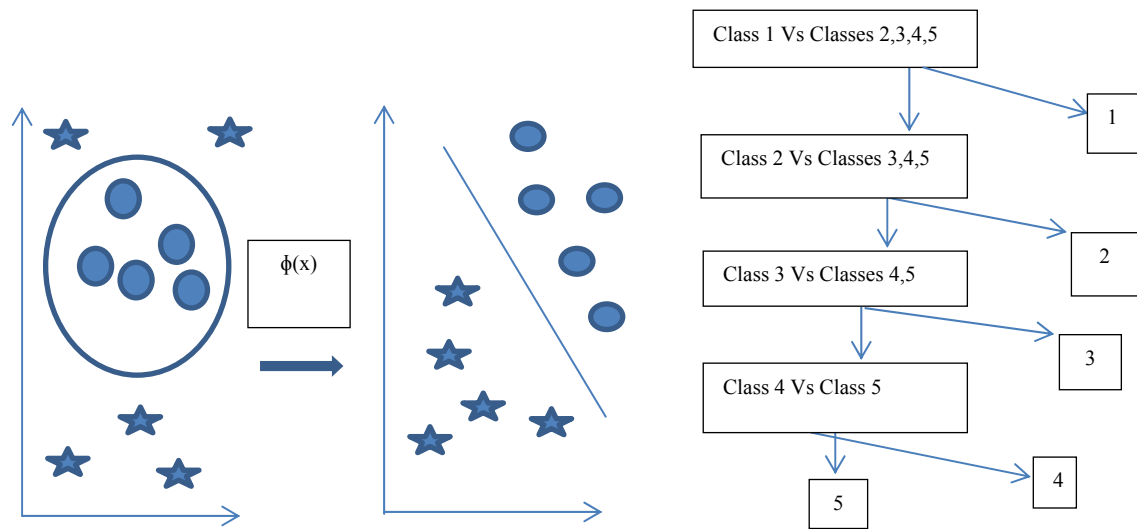 ϕ(x)
Class 1 Vs Classes 2,3,4,5
1
Class 2 Vs Classes 3,4,5
2
Class 3 Vs Classes 4,5
3
Class 4 Vs Class 5
4
5